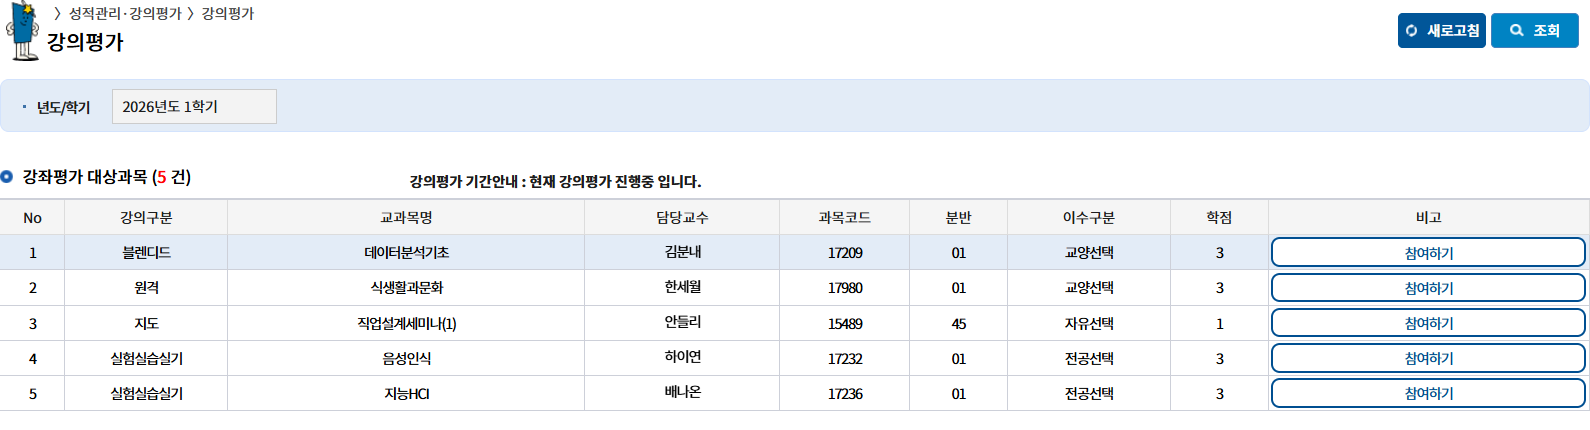 〉 성적관리·강의평가 〉 강의평가
강의평가
새로고침 조회
년도/학기 2026년도 1학기
강좌평가 대상과목 (5 건) 강의평가 기간안내 : 현재 강의평가 진행중 입니다.
No 강의구분 교과목명 담당교수 과목코드 분반 이수구분 학점 비고
1 블렌디드 데이터분석기초 김분내 17209 01 교양선택 3 참여하기
2 원격 식생활과문화 한세월 17980 01 교양선택 3 참여하기
3 지도 직업설계세미나(1) 안들리 15489 45 자유선택 1 참여하기
4 실험실습실기 음성인식 하이연 17232 01 전공선택 3 참여하기
5 실험실습실기 지능HCI 배나온 17236 01 전공선택 3 참여하기